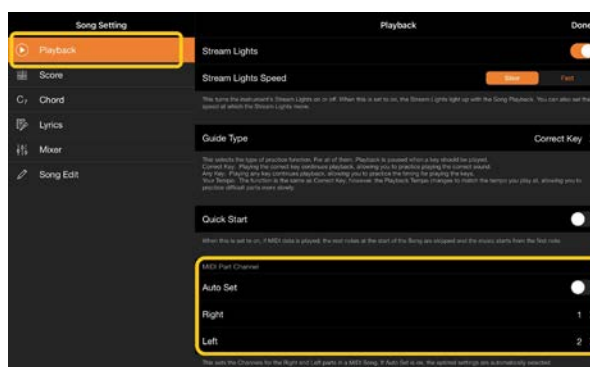 Song Setting
Playback
Done
Playback
Score
Chord
Lyrics
Mixer
Song Edit
Stream Lights
Stream Lights Speed
Slow
Fast
This turns the instrument's Stream Lights on or off. When this is set to on, the Stream Lights light up with the Song Playback. You can also set the
speed at which the Stream Lights move.
Guide Type
Correct Key
This selects the type of practice function. For all of them, Playback is paused when a key should be played.
Correct Key: Playing the correct key continues playback, allowing you to practice playing the correct sound.
Any Key: Playing any key continues playback, allowing you to practice the timing for playing the keys.
Your Tempo: The function is the same as Correct Key, however the Playback Tempo changes to match the tempo you play at, allowing you to
practice difficult parts more slowly.
Quick Start
When this is set to on, if MIDI data is played, the rest notes at the start of the Song are skipped and the music starts from the first note.
MIDI Part Channel
Auto Set
Right
1
Left
2
This sets the Channels for the Right and Left parts in a MIDI Song. If Auto Set is on, the optimal settings are automatically selected.